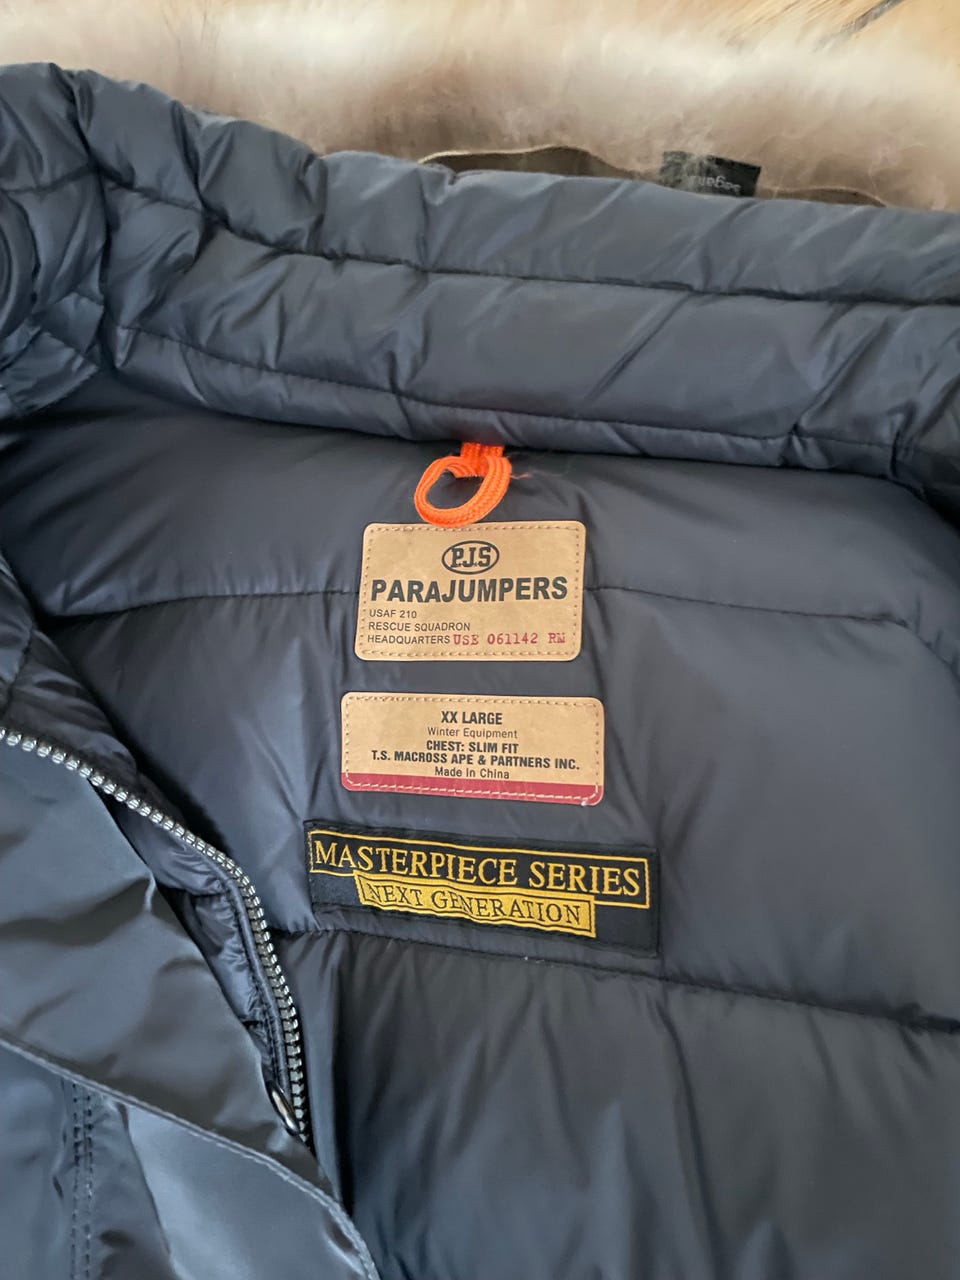 P.J.S
PARAJUMPERS
USAF 210
RESCUE SQUADRON
HEADQUARTERS USE 061142 RM
XX LARGE
Winter Equipment
CHEST: SLIM FIT
T.S. MACROSS APE & PARTNERS INC.
Made in China
MASTERPIECE SERIES
NEXT GENERATION